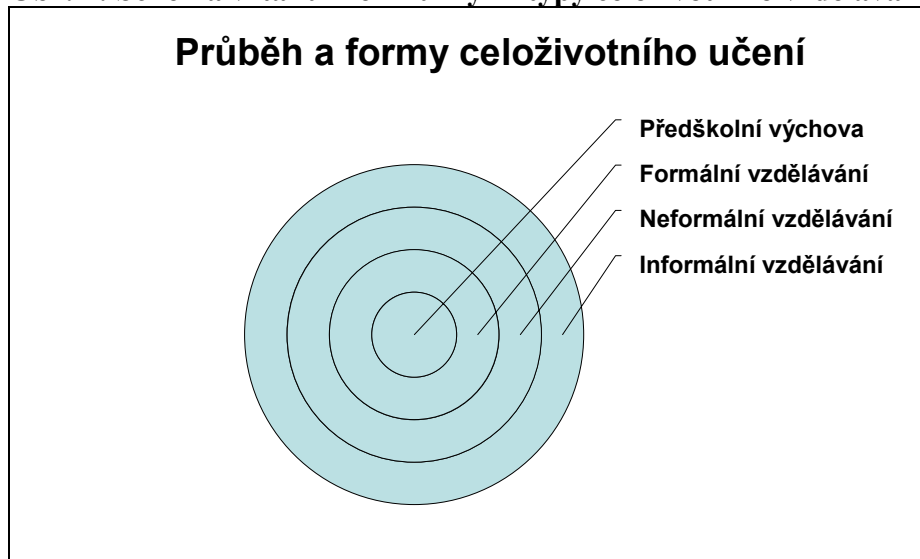 Průběh a formy celoživotního učení
Předškolní výchova
Formální vzdělávání
Neformální vzdělávání
Informální vzdělávání